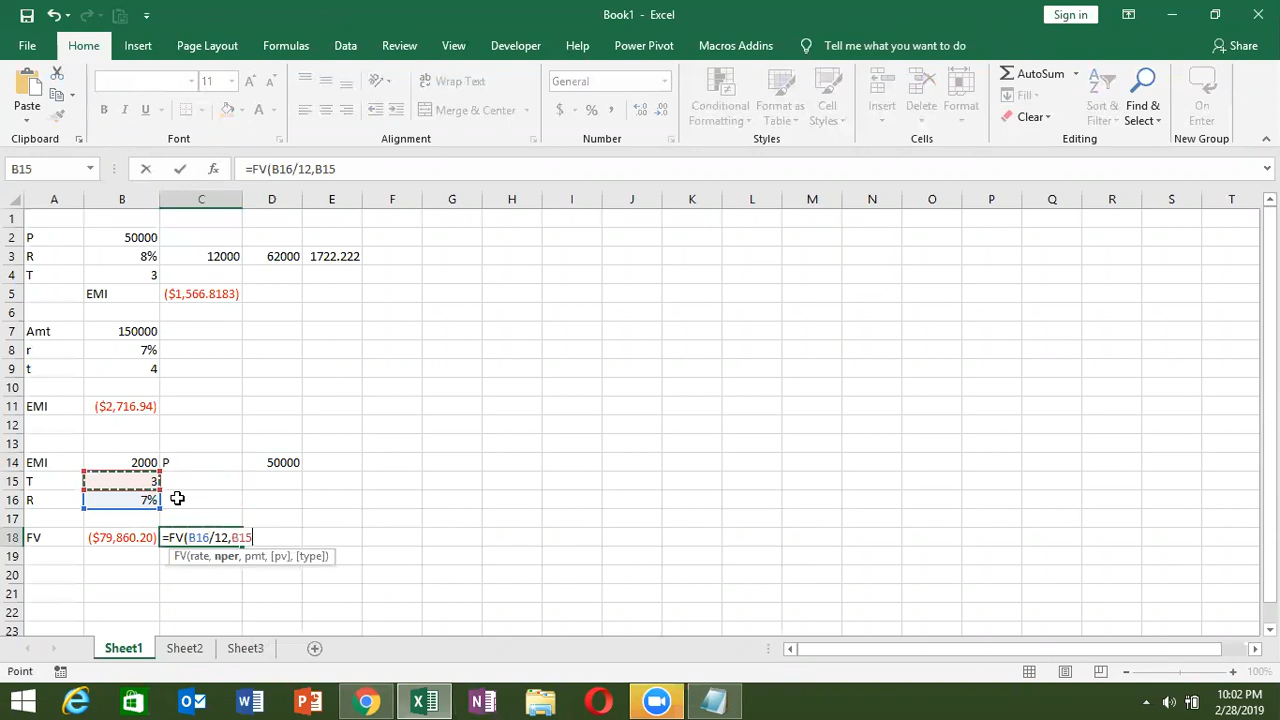 Book1 - Excel
Sign in
File Home Insert Page Layout Formulas Data Review View Developer Help Power Pivot Macros Addins Tell me what you want to do Share
Paste
11
Wrap Text
Merge & Center
General
Conditional Formatting
Format as Table
Cell Styles
Insert
Delete
Format
AutoSum
Fill
Clear
Sort & Filter
Find & Select
On Enter
Clipboard Font Alignment Number Styles Cells Editing New Group
B15 =FV(B16/12,B15
A B C D E F G H I J K L M N O P Q R S T
1
2 P 50000
3 R 8% 12000 62000 1722.222
4 T 3
5 EMI ($1,566.8183)
6
7 Amt 150000
8 r 7%
9 t 4
10
11 EMI ($2,716.94)
12
13
14 EMI 2000 P 50000
15 T 3
16 R 7%
17
18 FV ($79,860.20) =FV(B16/12,B15
19 FV(rate, nper, pmt, [pv], [type])
20
21
22
23
Sheet1 Sheet2 Sheet3
Point 100%
10:02 PM
2/28/2019